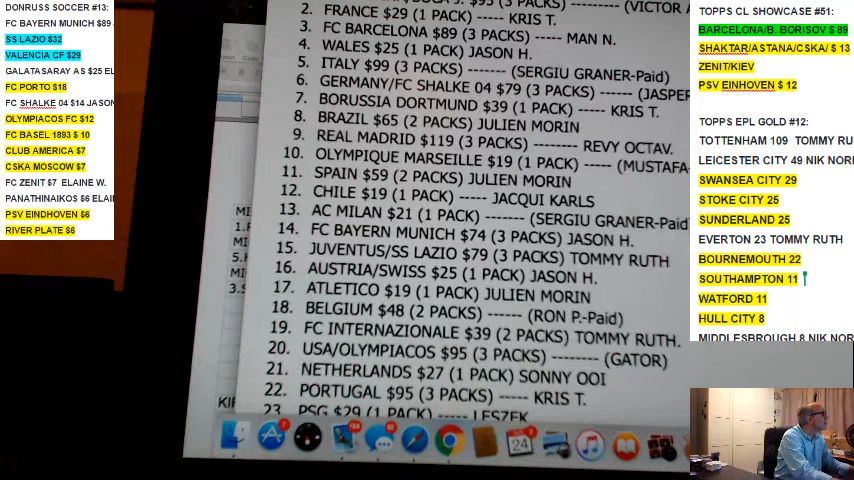 DONRUSS SOCCER #13:
FC BAYERN MUNICH $89
SS LAZIO $32
VALENCIA CF $29
GALATASARAY AS $25 EL
FC PORTO $18
FC SHALKE 04 $14 JASON
OLYMPIACOS FC $12
FC BASEL 1893 $ 10
CLUB AMERICA $7
CSKA MOSCOW $7
FC ZENIT $7 ELAINE W.
PANATHINAIKOS $6 ELAI
PSV EINDHOVEN $6
RIVER PLATE $6
2. FRANCE $29 (1 PACK) ----- KRIS T.
3. FC BARCELONA $89 (3 PACKS) ----- MAN N.
4. WALES $25 (1 PACK) JASON H.
5. ITALY $99 (3 PACKS) ------- (SERGIU GRANER-Paid)
6. GERMANY/FC SHALKE 04 $79 (3 PACKS) ----- (JASPER
7. BORUSSIA DORTMUND $39 (1 PACK) ----- KRIS T.
8. BRAZIL $65 (2 PACKS) JULIEN MORIN
9. REAL MADRID $119 (3 PACKS) --------- REVY OCTAV.
10. OLYMPIQUE MARSEILLE $19 (1 PACK) ----- (MUSTAFA-
11. SPAIN $59 (2 PACKS) JULIEN MORIN
12. CHILE $19 (1 PACK) ----- JACQUI KARLS
13. AC MILAN $21 (1 PACK) ------- (SERGIU GRANER-Paid
14. FC BAYERN MUNICH $74 (3 PACKS) JASON H.
15. JUVENTUS/SS LAZIO $79 (3 PACKS) TOMMY RUTH
16. AUSTRIA/SWISS $25 (1 PACK) JASON H.
17. ATLETICO $19 (1 PACK) JULIEN MORIN
18. BELGIUM $48 (2 PACKS) ------ (RON P.-Paid)
19. FC INTERNAZIONALE $39 (2 PACKS) TOMMY RUTH.
20. USA/OLYMPIACOS $95 (3 PACKS) -------- (GATOR)
21. NETHERLANDS $27 (1 PACK) SONNY OOI
22. PORTUGAL $95 (3 PACKS) ----- KRIS T.
23. PSG $29 (1 PACK) ----- LESZEK
TOPPS CL SHOWCASE #51:
BARCELONA/B. BORISOV $ 89
SHAKTAR/ASTANA/CSKA/ $ 13
ZENIT/KIEV
PSV EINHOVEN $ 12
TOPPS EPL GOLD #12:
TOTTENHAM 109 TOMMY RU
LEICESTER CITY 49 NIK NORI
SWANSEA CITY 29
STOKE CITY 25
SUNDERLAND 25
EVERTON 23 TOMMY RUTH
BOURNEMOUTH 22
SOUTHAMPTON 11
WATFORD 11
HULL CITY 8
MIDDLESBROUGH 8 NIK NOR